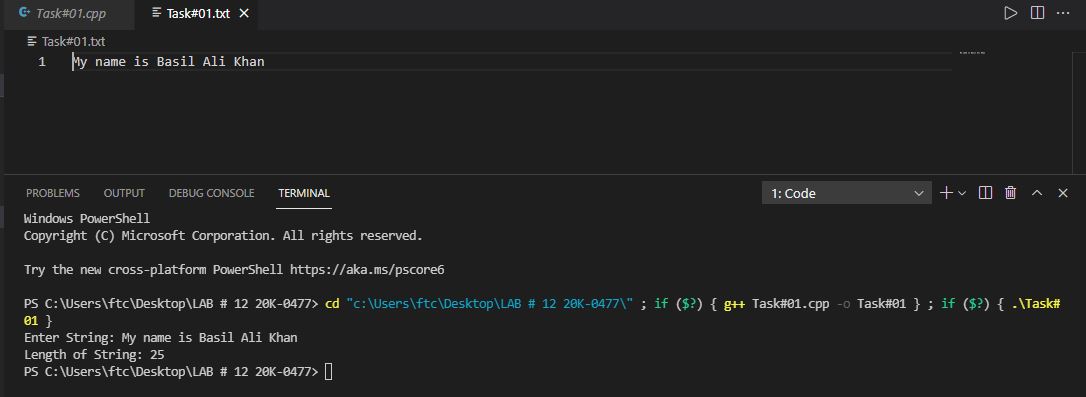 Task#01.cpp Task#01.txt
Task#01.txt
1 My name is Basil Ali Khan
PROBLEMS OUTPUT DEBUG CONSOLE TERMINAL 1: Code
Windows PowerShell
Copyright (C) Microsoft Corporation. All rights reserved.
Try the new cross-platform PowerShell https://aka.ms/pscore6
PS C:\Users\ftc\Desktop\LAB # 12 20K-0477> cd "c:\Users\ftc\Desktop\LAB # 12 20K-0477\" ; if ($?) { g++ Task#01.cpp -o Task#01 } ; if ($?) { .\Task#
01 }
Enter String: My name is Basil Ali Khan
Length of String: 25
PS C:\Users\ftc\Desktop\LAB # 12 20K-0477>